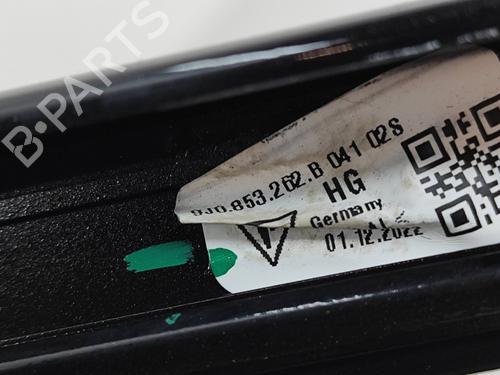 B-PARTS
9J0.853.262.B 041 02S
HG
Germany
01.12.2022